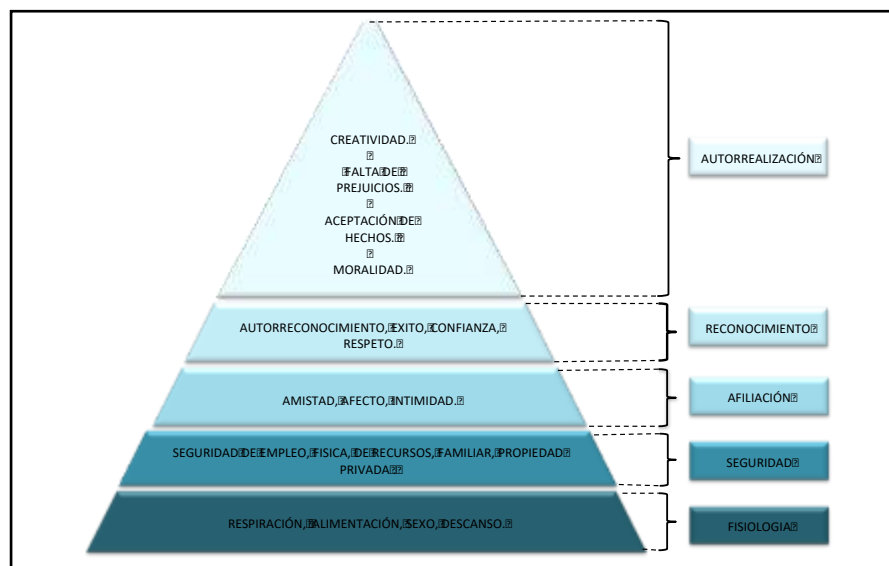 CREATIVIDAD.
FALTA DE
PREJUICIOS.
ACEPTACIÓN DE
HECHOS.
MORALIDAD.
AUTORREALIZACIÓN
AUTORRECONOCIMIENTO, EXITO, CONFIANZA,
RESPETO.
RECONOCIMIENTO
AMISTAD, AFECTO, INTIMIDAD.
AFILIACIÓN
SEGURIDAD DE EMPLEO, FISICA, DE RECURSOS, FAMILIAR, PROPIEDAD
PRIVADA
SEGURIDAD
RESPIRACIÓN, ALIMENTACIÓN, SEXO, DESCANSO.
FISIOLOGIA